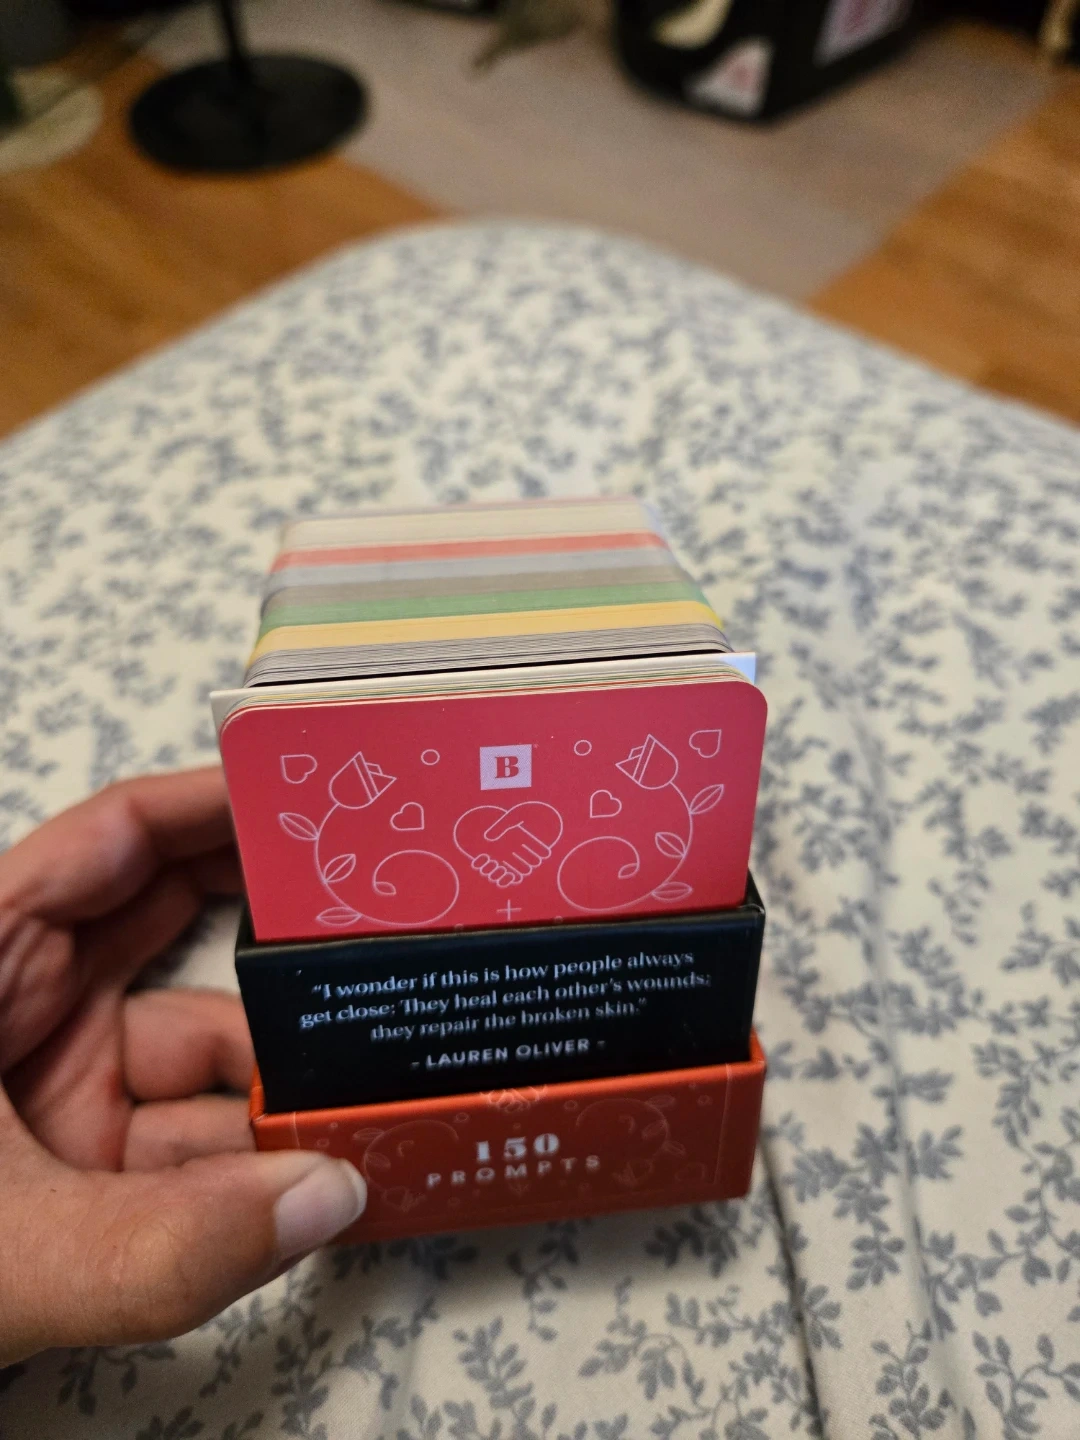 B
“I wonder if this is how people always
get close: They heal each other's wounds;
they repair the broken skin.”
- LAUREN OLIVER -
150
PROMPTS